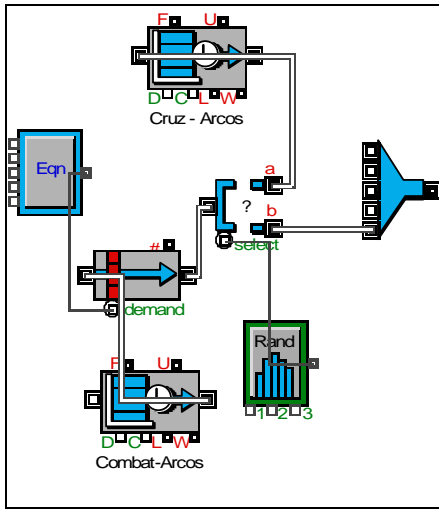 F U
L
D C L W
Cruz - Arcos
Eqn
a
?
b
select
#
demand
Rand
F U
L
1 2 3
D C L W
Combat-Arcos